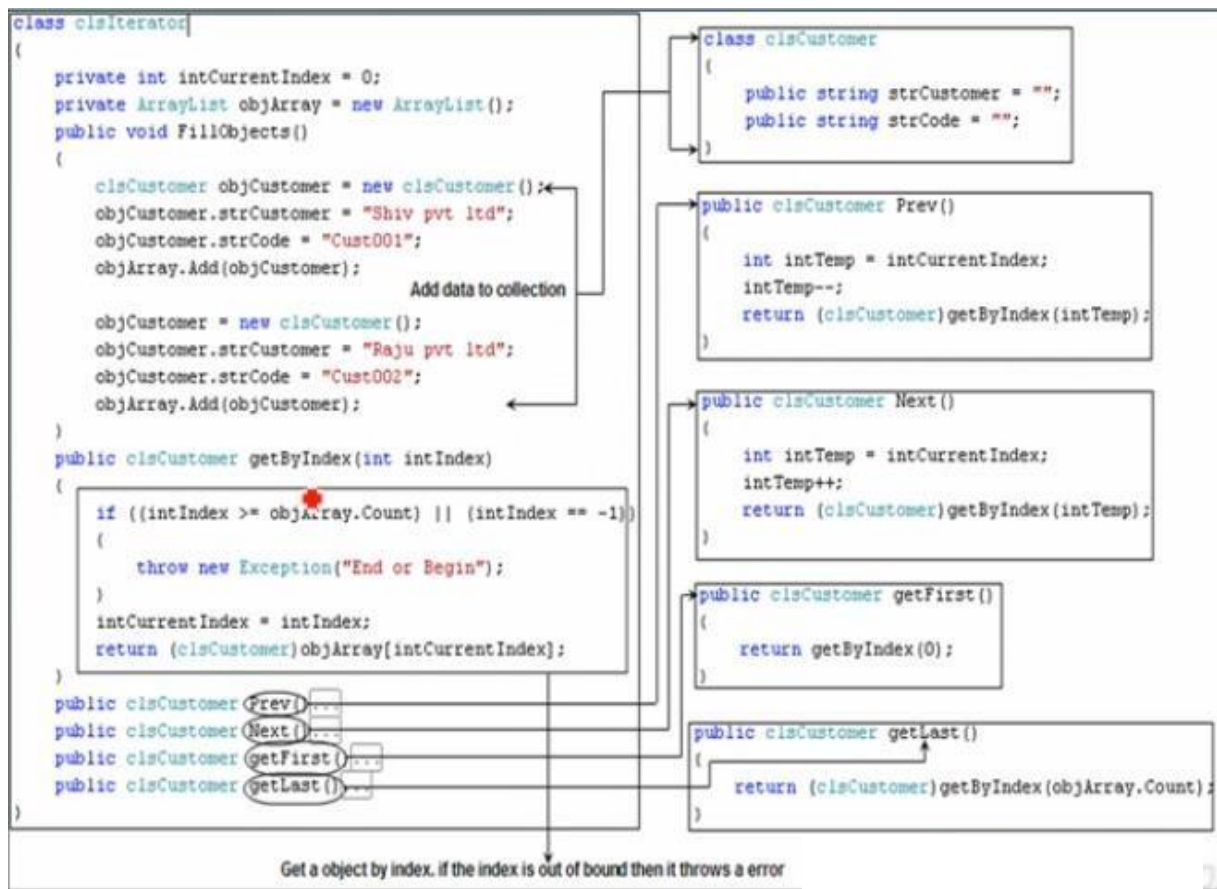 class clsIterator
{
private int intCurrentIndex = 0;
private ArrayList objArray = new ArrayList();
public void FillObjects()
{
clsCustomer objCustomer = new clsCustomer();
objCustomer.strCustomer = "Shiv pvt ltd";
objCustomer.strCode = "Cust001";
objArray.Add(objCustomer);
Add data to collection
objCustomer = new clsCustomer();
objCustomer.strCustomer = "Raju pvt ltd";
objCustomer.strCode = "Cust002";
objArray.Add(objCustomer);
}
public clsCustomer getByIndex(int intIndex)
{
if ((intIndex >= objArray.Count) || (intIndex == -1))
{
throw new Exception("End or Begin");
}
intCurrentIndex = intIndex;
return (clsCustomer)objArray[intCurrentIndex];
}
public clsCustomer Prev()...
public clsCustomer Next()...
public clsCustomer getFirst()...
public clsCustomer getLast()...
}
class clsCustomer
{
public string strCustomer = "";
public string strCode = "";
}
public clsCustomer Prev()
{
int intTemp = intCurrentIndex;
intTemp--;
return (clsCustomer)getByIndex(intTemp);
}
public clsCustomer Next()
{
int intTemp = intCurrentIndex;
intTemp++;
return (clsCustomer)getByIndex(intTemp);
}
public clsCustomer getFirst()
{
return getByIndex(0);
}
public clsCustomer getLast()
{
return (clsCustomer)getByIndex(objArray.Count);
}
Get a object by index. if the index is out of bound then it throws a error